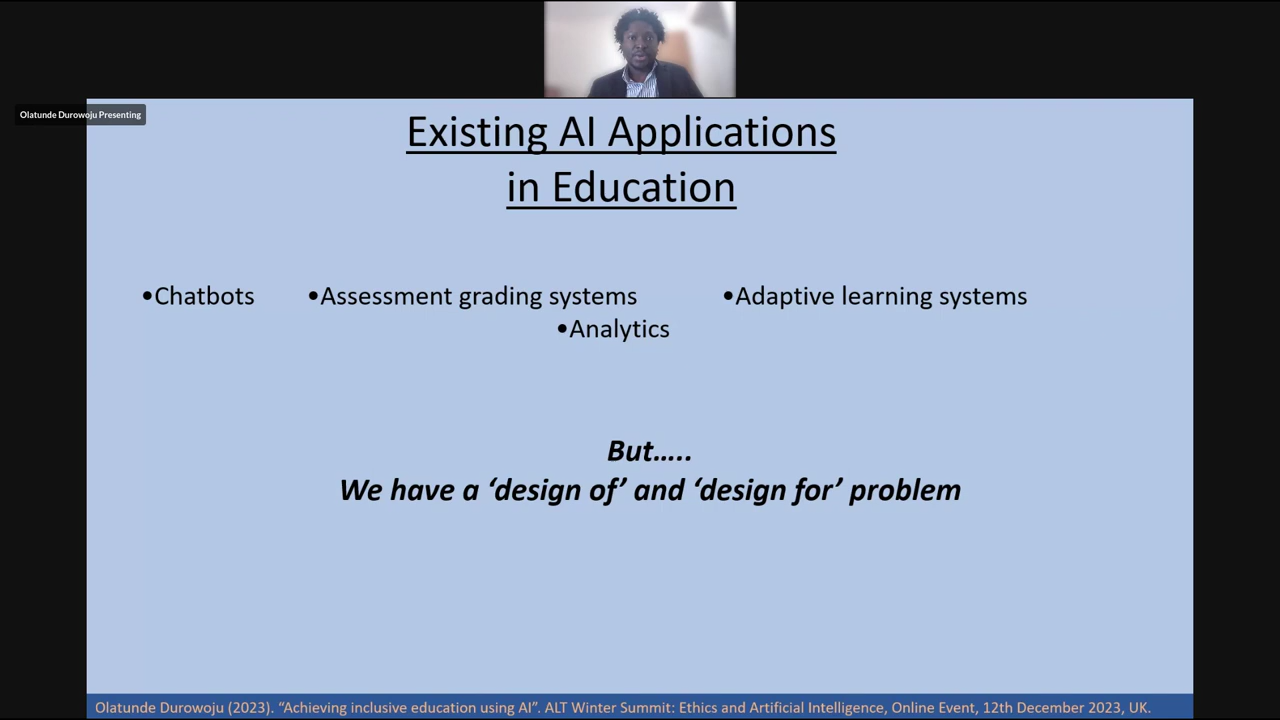 Olatunde Durowoju Presenting
Existing AI Applications
in Education
•Chatbots •Assessment grading systems •Adaptive learning systems
•Analytics
But…..
We have a ‘design of’ and ‘design for’ problem
Olatunde Durowoju (2023). “Achieving inclusive education using AI”. ALT Winter Summit: Ethics and Artificial Intelligence, Online Event, 12th December 2023, UK.